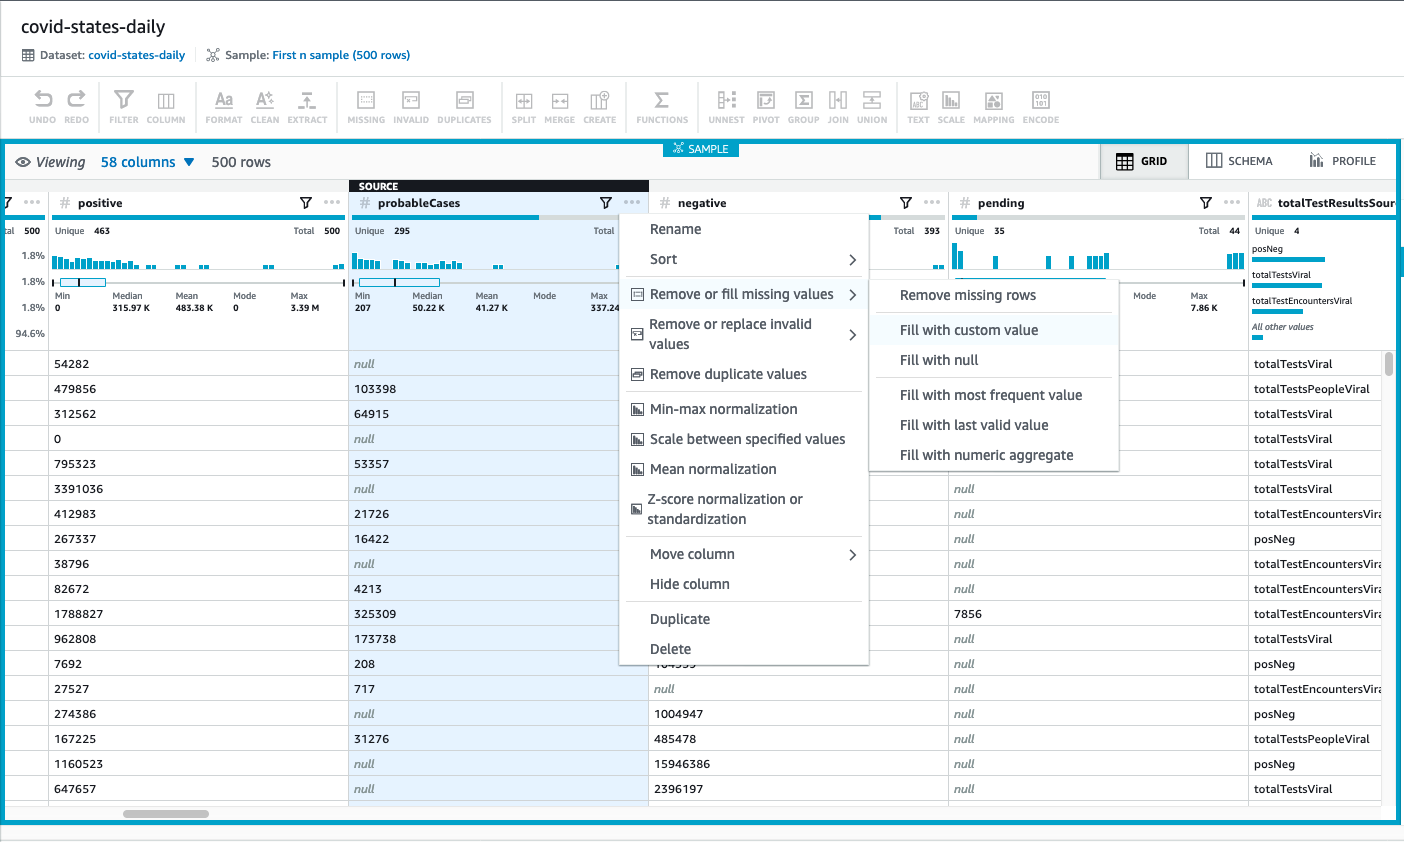 covid-states-daily
Dataset: covid-states-daily Sample: First n sample (500 rows)
UNDO REDO FILTER COLUMN FORMAT CLEAN EXTRACT MISSING INVALID DUPLICATES SPLIT MERGE CREATE FUNCTIONS UNNEST PIVOT GROUP JOIN UNION TEXT SCALE MAPPING ENCODE
SAMPLE
Viewing 58 columns 500 rows GRID SCHEMA PROFILE
SOURCE
# positive # probableCases # negative # pending ABC totalTestResultsSour
tal 500 Unique 463 Total 500 Unique 295 Total Total 393 Unique 35 Total 44 Unique 4
1.8%
1.8%
1.8%
94.6%
Min Median Mean Mode Max
0 315.97 K 483.38 K 0 3.39 M
Min Median Mean Mode Max
207 50.22 K 41.27 K 337.24
Mode Max
7.86 K
posNeg
totalTestsViral
totalTestEncountersViral
All other values
Rename
Sort
Remove or fill missing values
Remove or replace invalid
values
Remove duplicate values
Min-max normalization
Scale between specified values
Mean normalization
Z-score normalization or
standardization
Move column
Hide column
Duplicate
Delete
Remove missing rows
Fill with custom value
Fill with null
Fill with most frequent value
Fill with last valid value
Fill with numeric aggregate
54282 null totalTestsViral
479856 103398 totalTestsPeopleViral
312562 64915 totalTestsViral
0 null totalTestsViral
795323 53357 totalTestsViral
3391036 null null totalTestsViral
412983 21726 null totalTestEncountersVira
267337 16422 null posNeg
38796 null null totalTestEncountersVira
82672 4213 null totalTestEncountersVira
1788827 325309 7856 totalTestEncountersVira
962808 173738 null totalTestsViral
7692 208 null posNeg
27527 717 null null totalTestEncountersVira
274386 null 1004947 null posNeg
167225 31276 485478 null totalTestsPeopleViral
1160523 null 15946386 null posNeg
647657 null 2396197 null totalTestsViral